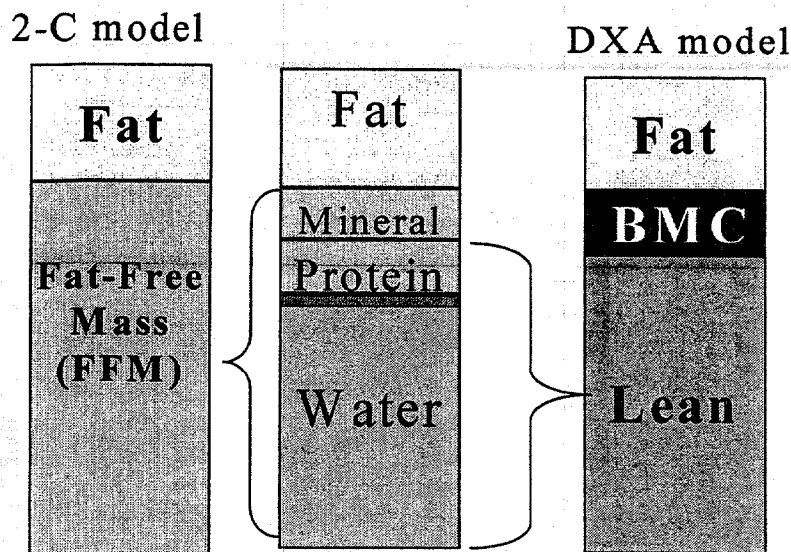 2-C model
Fat
Fat-Free
Mass
(FFM)
Fat
Mineral
Protein
Water
DXA model
Fat
BMC
Lean